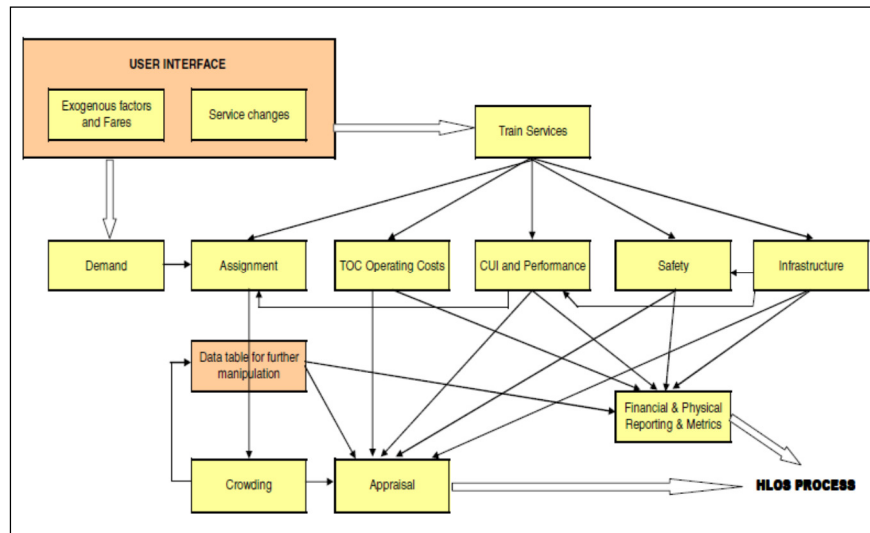 USER INTERFACE
Exogenous factors
and Fares
Service changes
Train Services
Demand
Assignment
TOC Operating Costs
CUI and Performance
Safety
Infrastructure
Data table for further
manipulation
Financial & Physical
Reporting & Metrics
Crowding
Appraisal
HLOS PROCESS